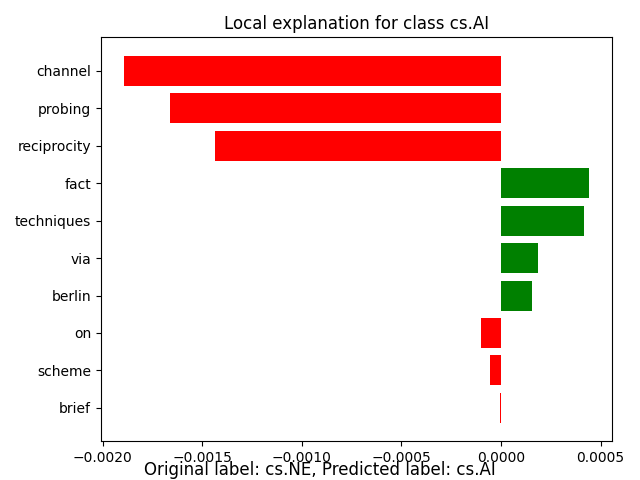 Local explanation for class cs.AI
channel
probing
reciprocity
fact
techniques
via
berlin
on
scheme
brief
−0.0020 −0.0015 −0.0010 −0.0005 0.0000 0.0005
Original label: cs.NE, Predicted label: cs.AI